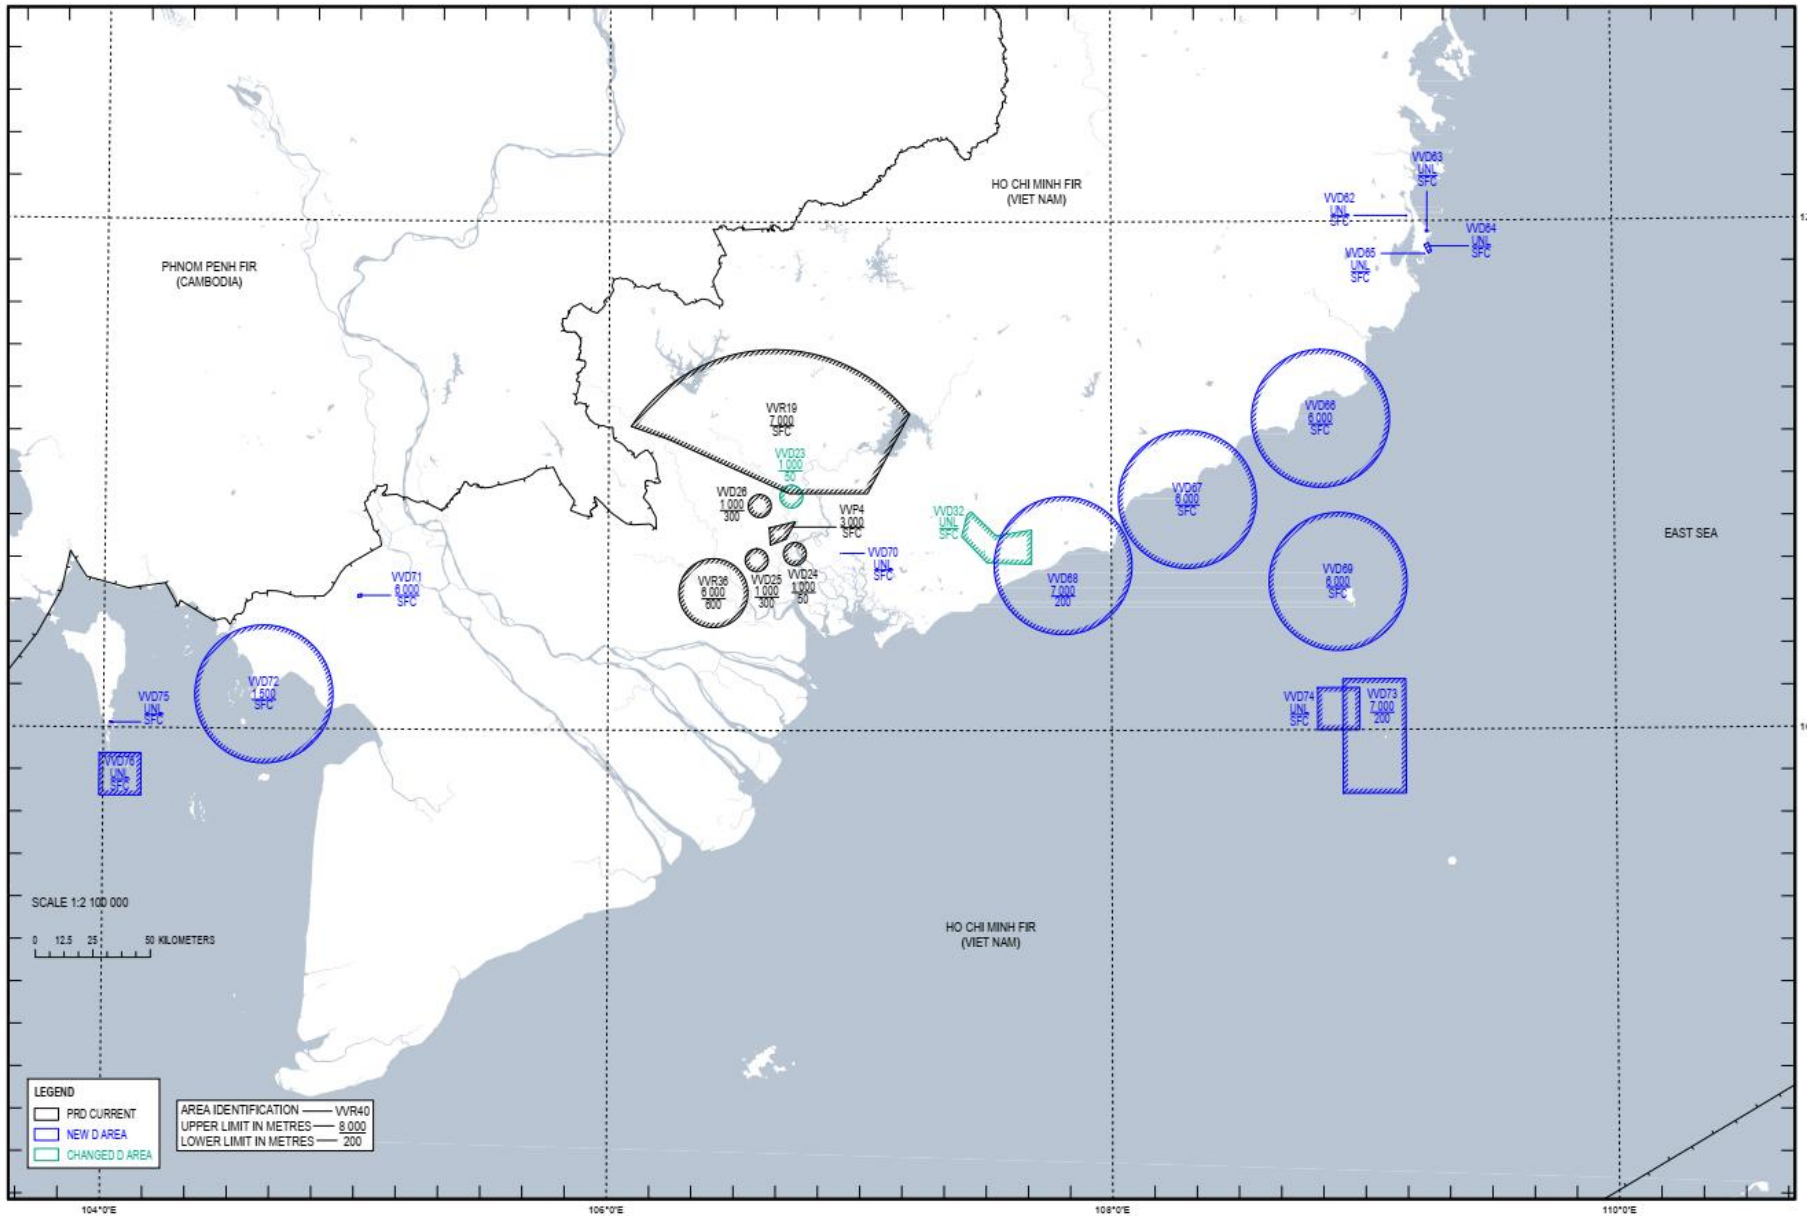 HO CHI MINH FIR
(VIET NAM)
PHNOM PENH FIR
(CAMBODIA)
VVD63
UNL
SFC
VVD62
UNL
SFC
VVD64
UNL
SFC
VVD65
UNL
SFC
VVR19
7 000
SFC
VVD66
6 000
SFC
VVD23
1 000
50
VVD26
1 000
300
VVP4
3 000
SFC
VVD67
6 000
SFC
VVD32
UNL
SFC
EAST SEA
VVD70
UNL
SFC
VVD71
6 000
SFC
VVR36
6 000
600
VVD25
1 000
300
VVD24
1 000
50
VVD68
7 000
200
VVD69
6 000
SFC
VVD72
1 500
SFC
VVD75
UNL
SFC
VVD74
UNL
SFC
VVD73
7 000
200
VVD76
UNL
SFC
SCALE 1:2 100 000
0 12.5 25 50 KILOMETERS
HO CHI MINH FIR
(VIET NAM)
LEGEND
PRD CURRENT
NEW D AREA
CHANGED D AREA
AREA IDENTIFICATION VVR40
UPPER LIMIT IN METRES 8 000
LOWER LIMIT IN METRES 200
104°0'E 106°0'E 108°0'E 110°0'E